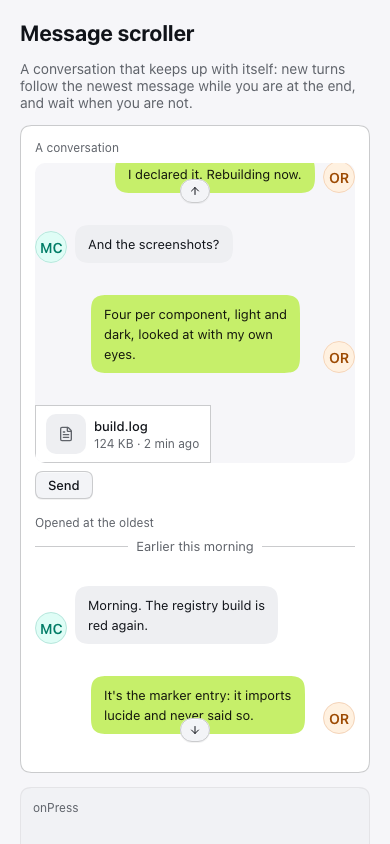 Message scroller
A conversation that keeps up with itself: new turns
follow the newest message while you are at the end,
and wait when you are not.
A conversation
I declared it. Rebuilding now.
OR
MC
And the screenshots?
Four per component, light and
dark, looked at with my own
eyes.
OR
build.log
124 KB · 2 min ago
Send
Opened at the oldest
Earlier this morning
Morning. The registry build is
red again.
MC
It's the marker entry: it imports
lucide and never said so.
OR
onPress